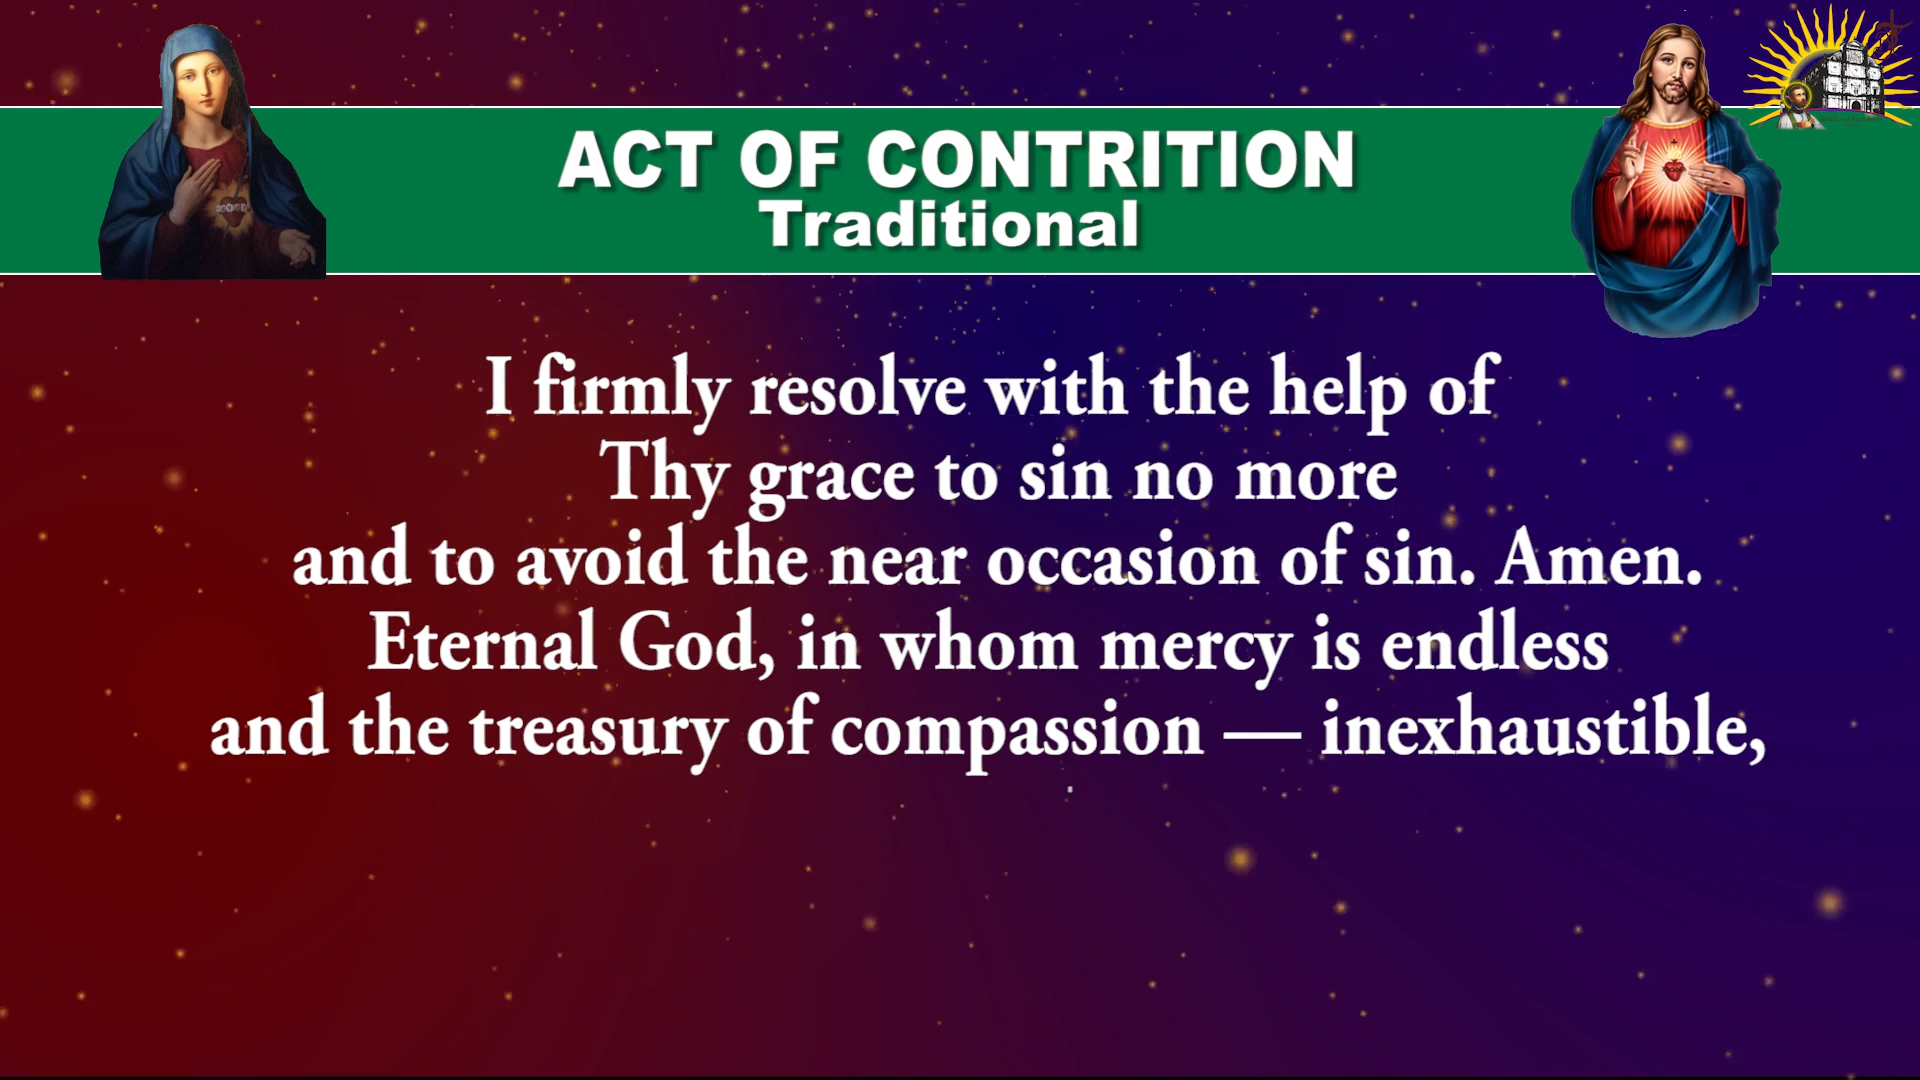 ACT OF CONTRITION
Traditional
I firmly resolve with the help of
Thy grace to sin no more
and to avoid the near occasion of sin. Amen.
Eternal God, in whom mercy is endless
and the treasury of compassion — inexhaustible,